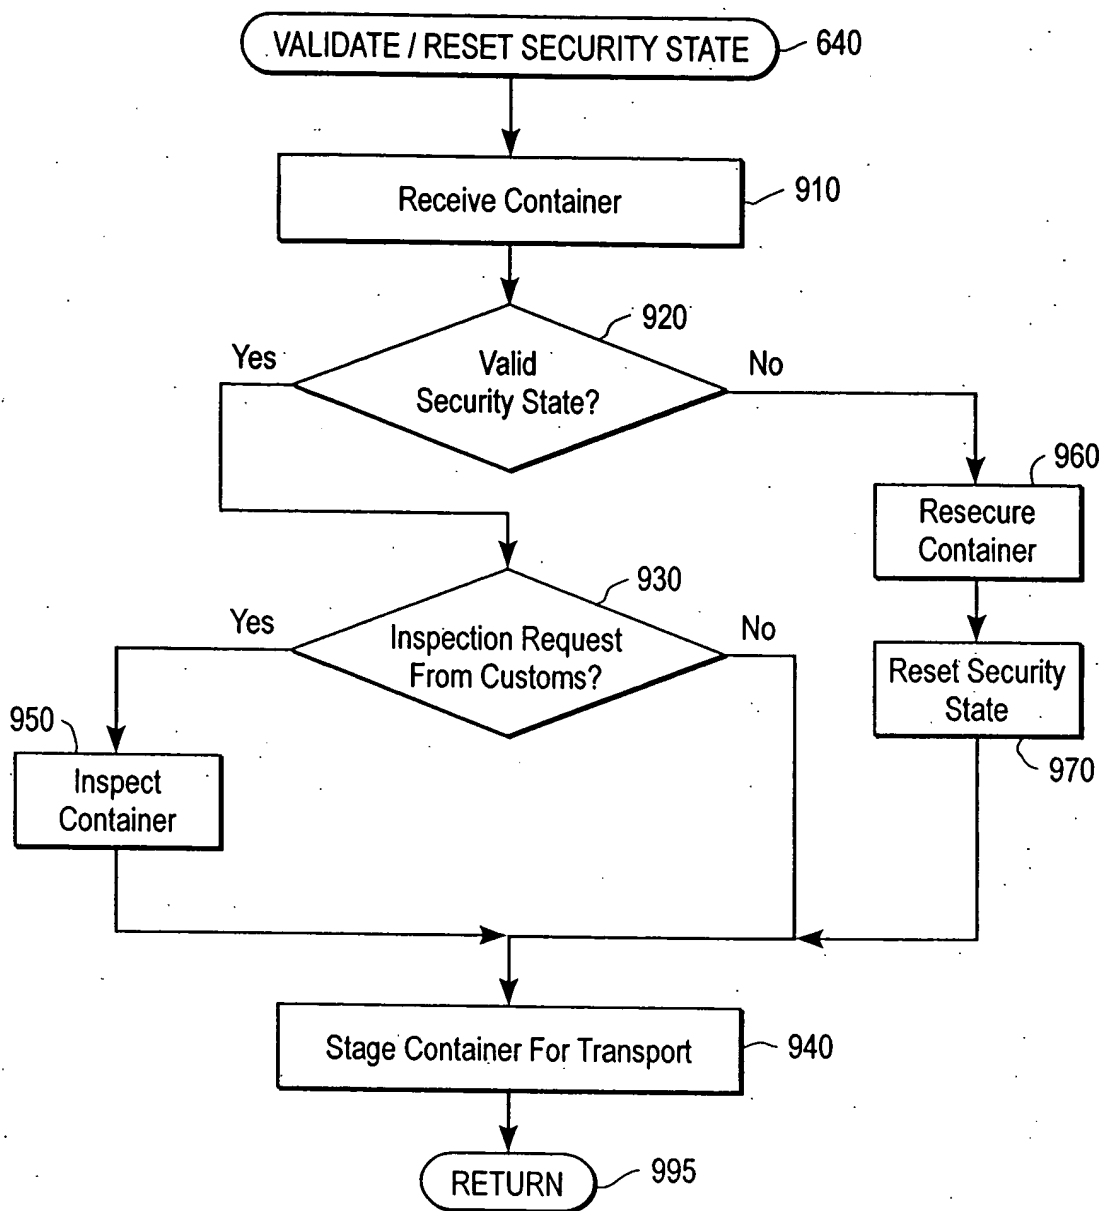 VALIDATE / RESET SECURITY STATE
640
Receive Container
910
920
Yes
Valid
Security State?
No
960
Resecure
Container
930
Yes
Inspection Request
From Customs?
No
Reset Security
State
970
950
Inspect
Container
Stage Container For Transport
940
RETURN
995